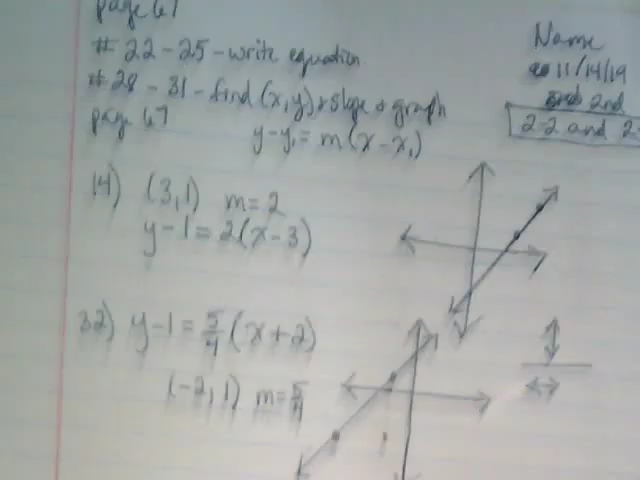 page 67
# 22-25 - write equation
# 28 - 31 - find (x,y) + slope + graph
page 67
y-y₁ = m(x-x₁)
Name
11/14/19
2nd
2-2 and 2-
14) (3,1) m=2
y-1=2(x-3)
32) y-1=5/4(x+2)
(-2,1) m=5/4